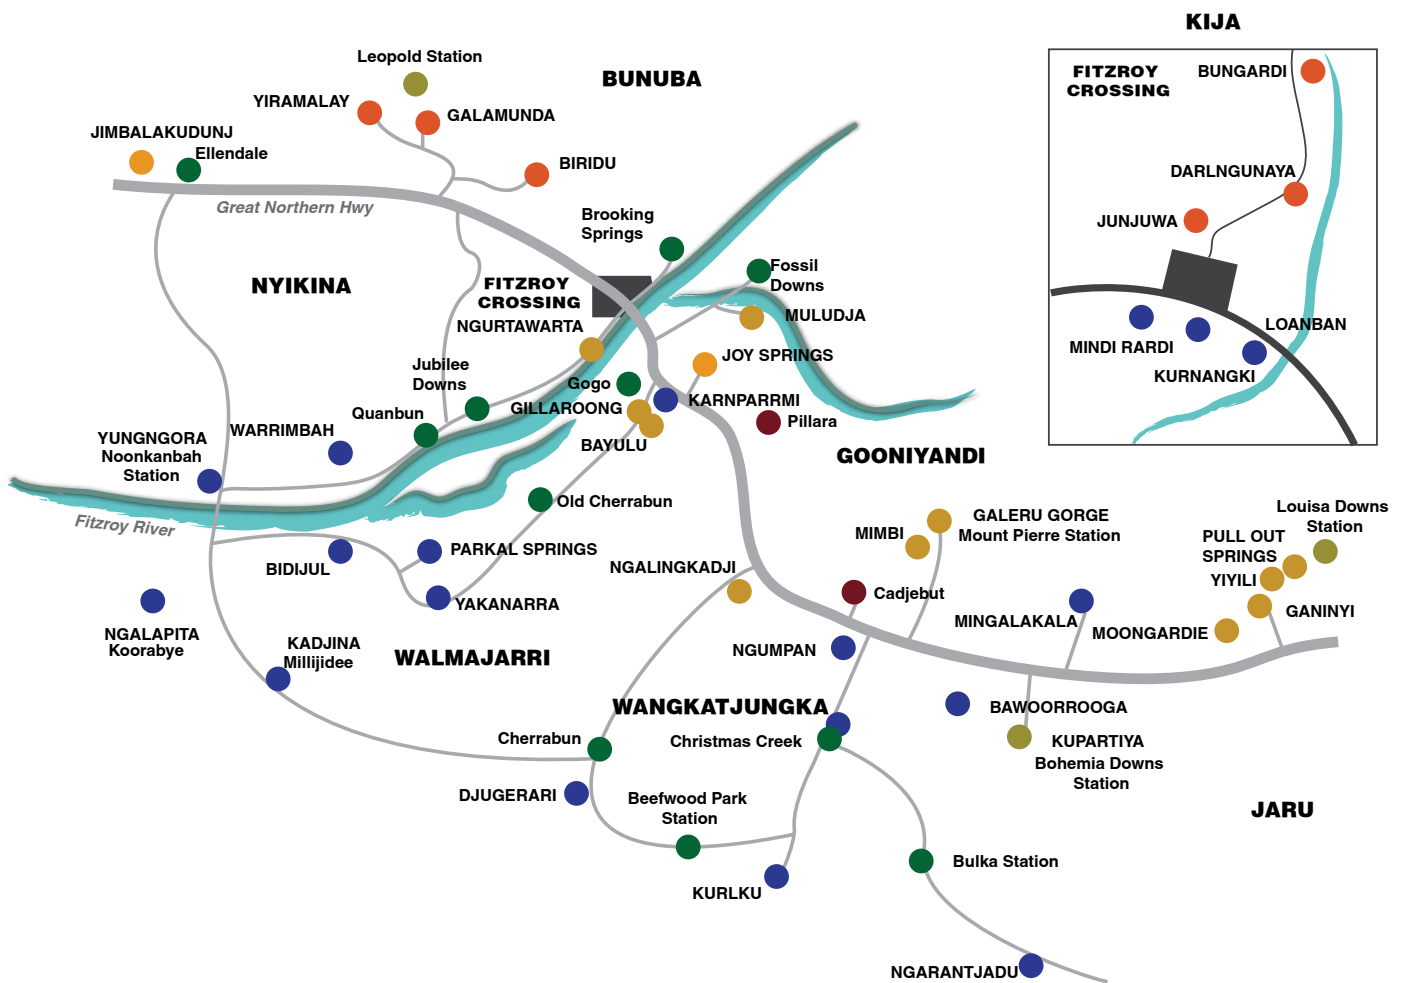 KIJA
FITZROY
CROSSING
BUNGARDI
DARLNGUNAYA
JUNJUWA
LOANBAN
MINDI RARDI
KURNANGKI
Leopold Station
BUNUBA
YIRAMALAY
GALAMUNDA
JIMBALAKUDUNJ
Ellendale
BIRIDU
Great Northern Hwy
Brooking
Springs
NYIKINA
FITZROY
CROSSING
Fossil
Downs
NGURTAWARTA
MULUDJA
JOY SPRINGS
Jubilee
Downs
Gogo
KARNPARRMI
GILLAROONG
Quanbun
Pillara
WARRIMBAH
BAYULU
YUNGNGORA
Noonkanbah
Station
GOONIYANDI
Old Cherrabun
Fitzroy River
GALERU GORGE
Mount Pierre Station
MIMBI
Louisa Downs
Station
PULL OUT
SPRINGS
YIYILI
PARKAL SPRINGS
BIDIJUL
NGALINGKADJI
Cadjebut
YAKANARRA
MINGALAKALA
MOONGARDIE
GANINYI
NGALAPITA
Koorabye
KADJINA
Millijidee
WALMAJARRI
NGUMPAN
WANGKATJUNGKA
BAWOORROOGA
Cherrabun
Christmas Creek
KUPARTIYA
Bohemia Downs
Station
DJUGERARI
Beefwood Park
Station
JARU
KURLKU
Bulka Station
NGARANTJADU